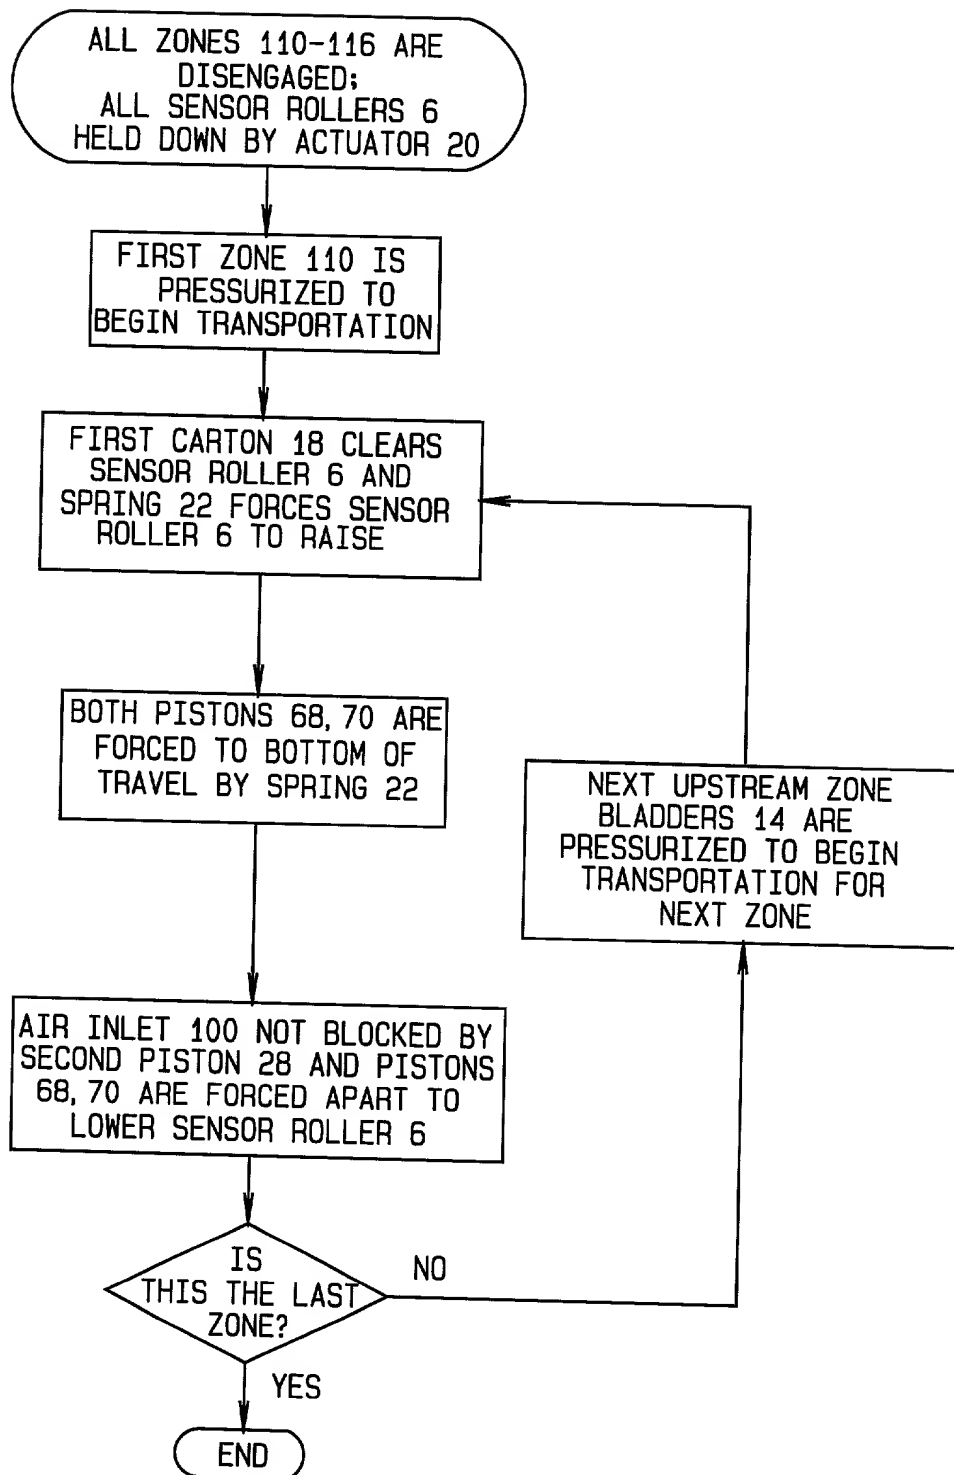 ALL ZONES 110-116 ARE
DISENGAGED;
ALL SENSOR ROLLERS 6
HELD DOWN BY ACTUATOR 20
FIRST ZONE 110 IS
PRESSURIZED TO
BEGIN TRANSPORTATION
FIRST CARTON 18 CLEARS
SENSOR ROLLER 6 AND
SPRING 22 FORCES SENSOR
ROLLER 6 TO RAISE
BOTH PISTONS 68, 70 ARE
FORCED TO BOTTOM OF
TRAVEL BY SPRING 22
NEXT UPSTREAM ZONE
BLADDERS 14 ARE
PRESSURIZED TO BEGIN
TRANSPORTATION FOR
NEXT ZONE
AIR INLET 100 NOT BLOCKED BY
SECOND PISTON 28 AND PISTONS
68, 70 ARE FORCED APART TO
LOWER SENSOR ROLLER 6
IS
THIS THE LAST
ZONE?
NO
YES
END